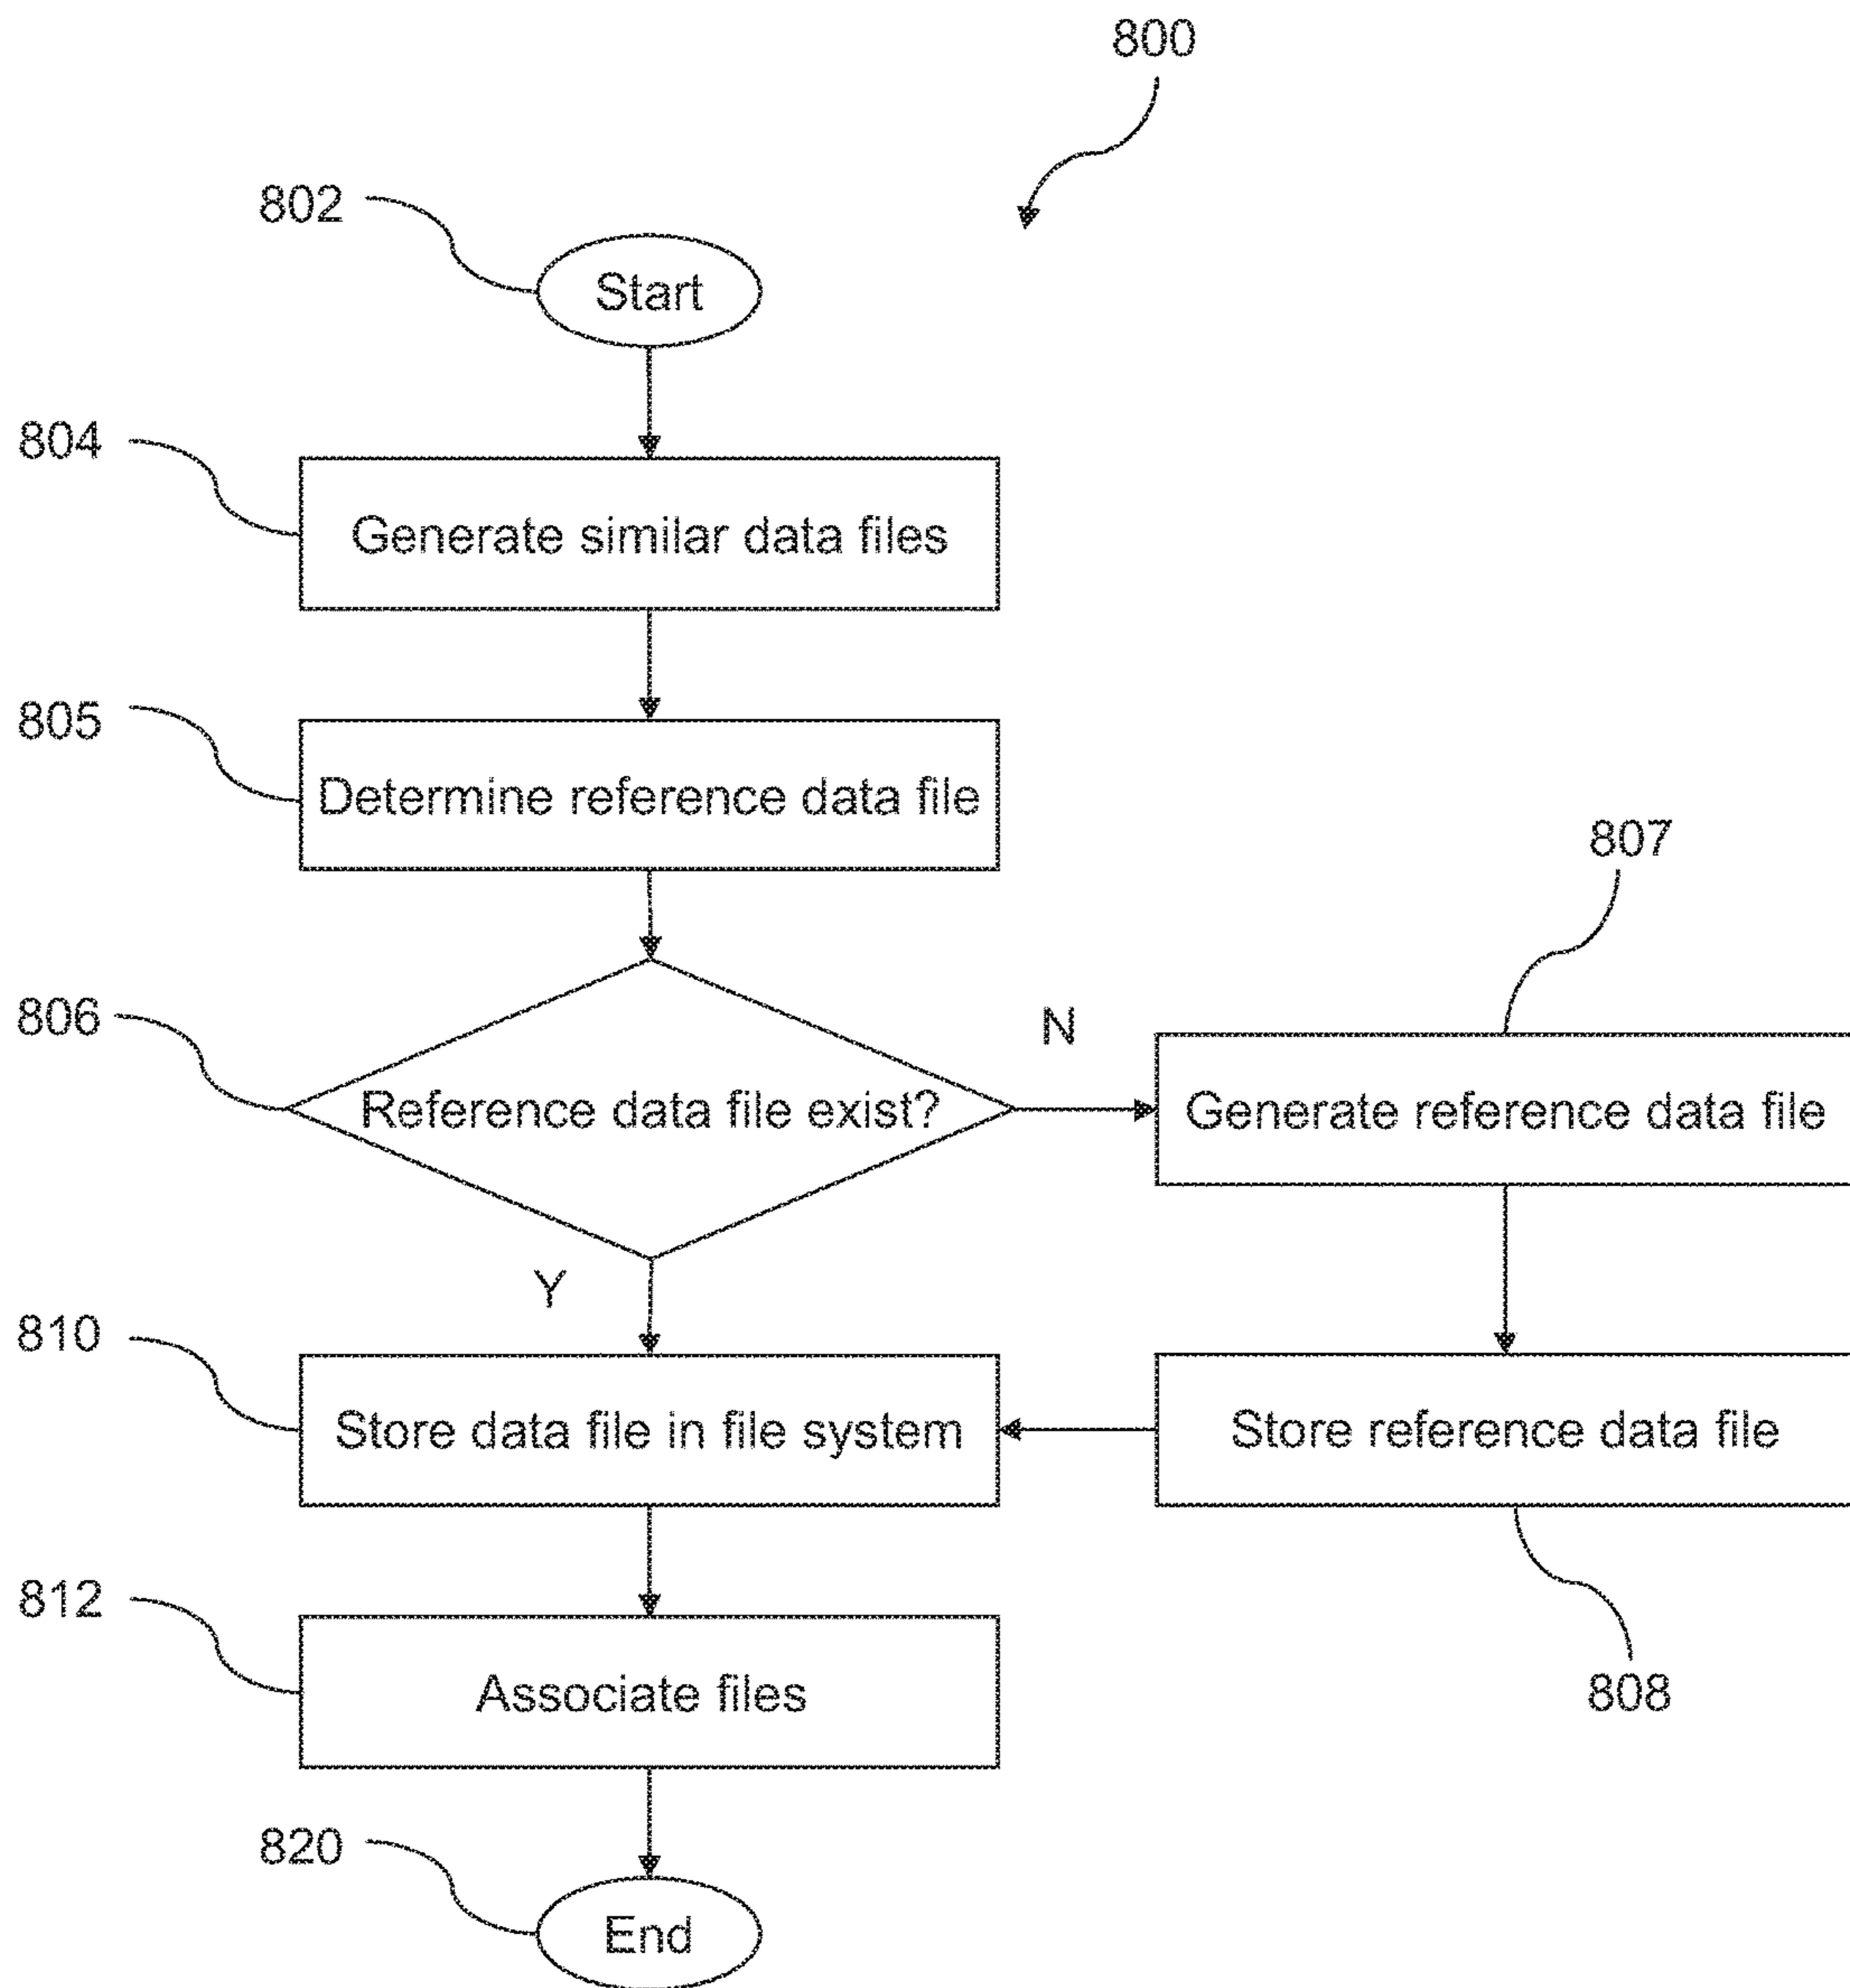 800
802
Start
804
Generate similar data files
805
Determine reference data file
807
806
Reference data file exist?
N
Generate reference data file
Y
810
Store data file in file system
Store reference data file
812
Associate files
808
820
End